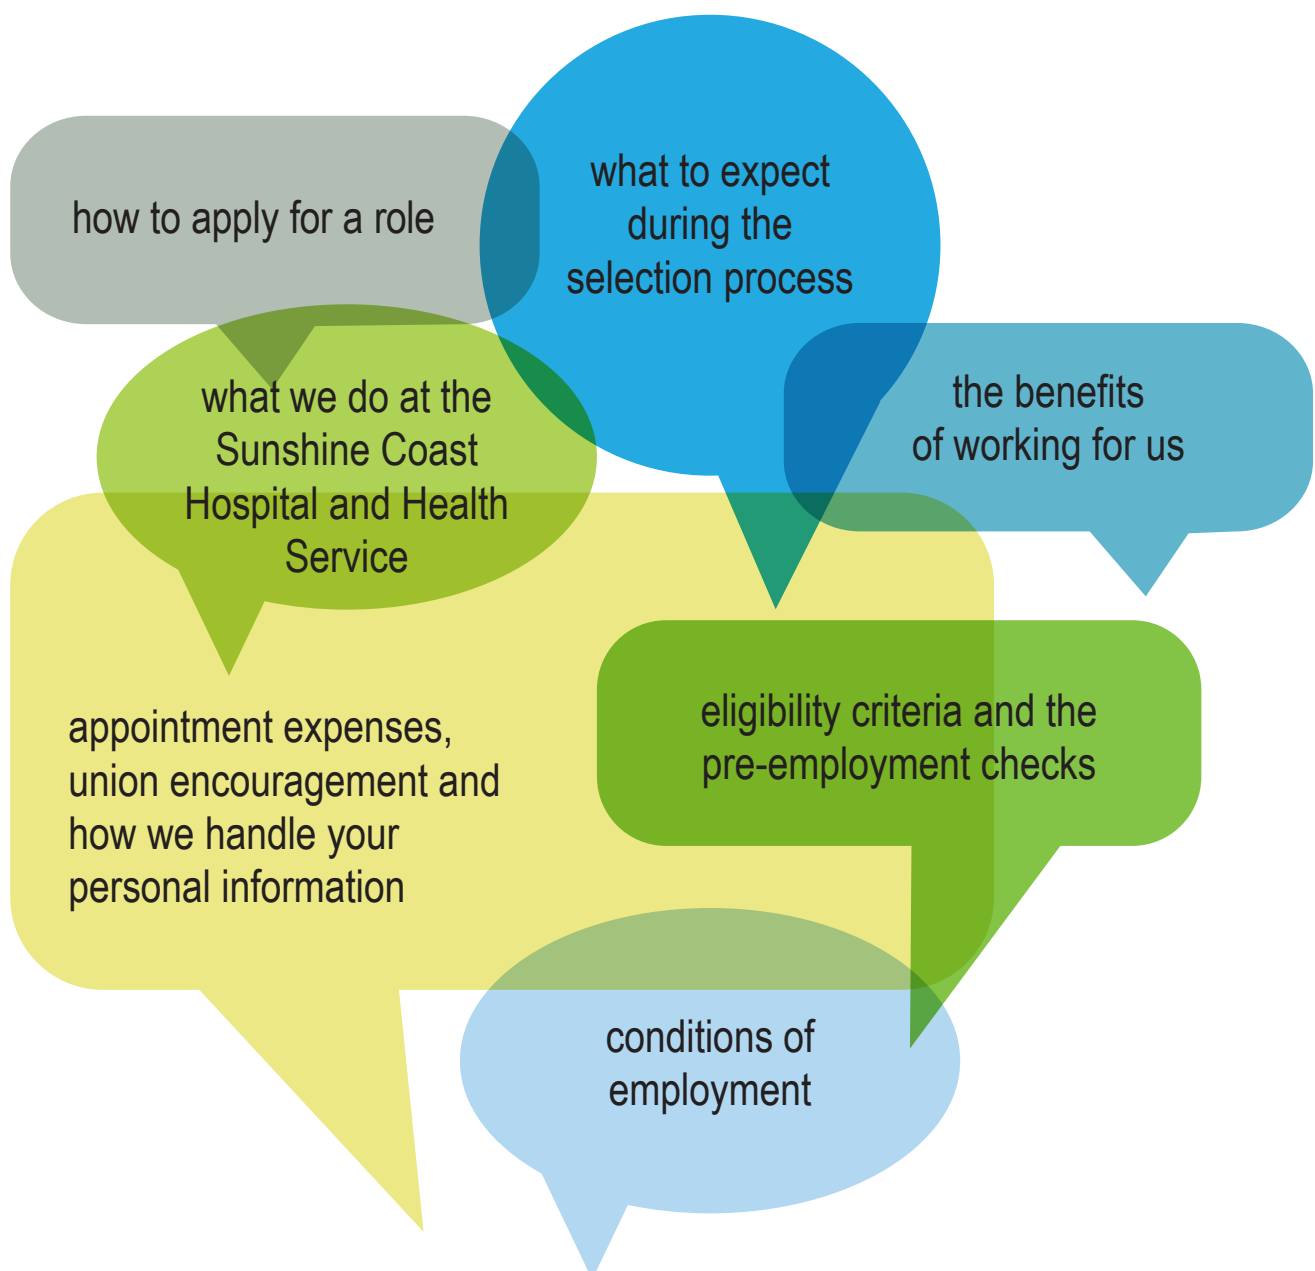 how to apply for a role
what to expect
during the
selection process
what we do at the
Sunshine Coast
Hospital and Health
Service
the benefits
of working for us
appointment expenses,
union encouragement and
how we handle your
personal information
eligibility criteria and the
pre-employment checks
conditions of
employment